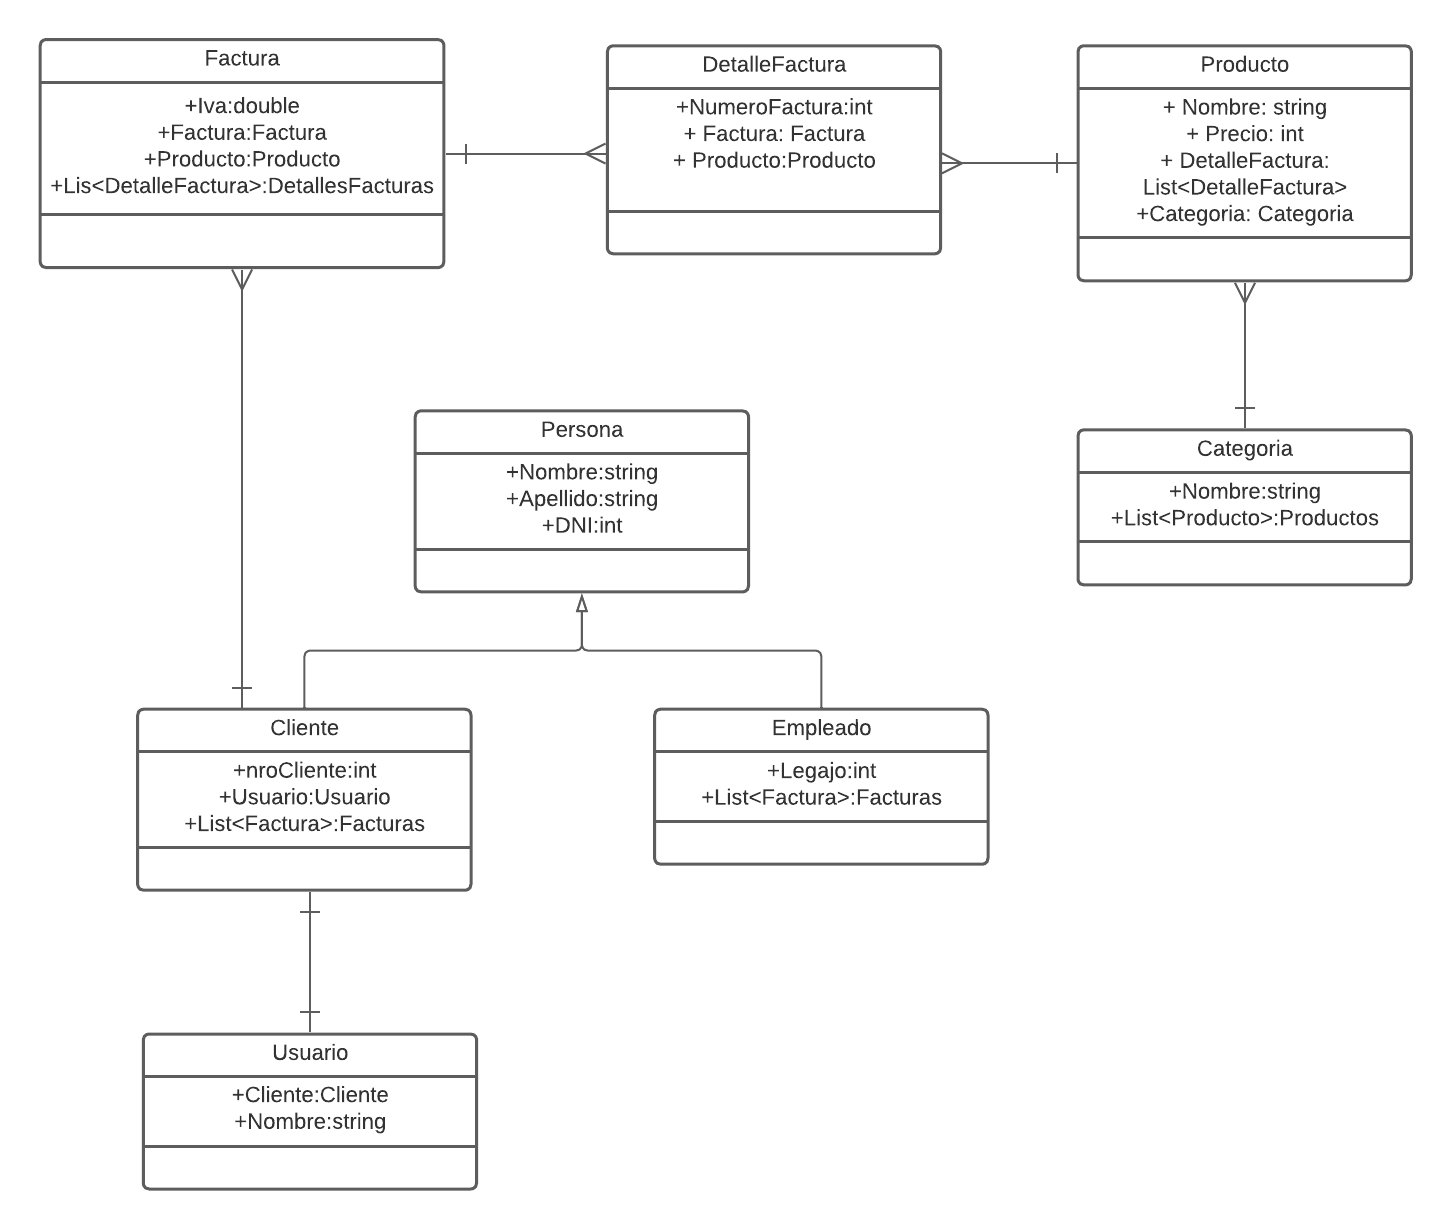 Factura
+Iva:double
+Factura:Factura
+Producto:Producto
+Lis<DetalleFactura>:DetallesFacturas
DetalleFactura
+NumeroFactura:int
+ Factura: Factura
+ Producto:Producto
Producto
+ Nombre: string
+ Precio: int
+ DetalleFactura:
List<DetalleFactura>
+Categoria: Categoria
Persona
+Nombre:string
+Apellido:string
+DNI:int
Categoria
+Nombre:string
+List<Producto>:Productos
Cliente
+nroCliente:int
+Usuario:Usuario
+List<Factura>:Facturas
Empleado
+Legajo:int
+List<Factura>:Facturas
Usuario
+Cliente:Cliente
+Nombre:string